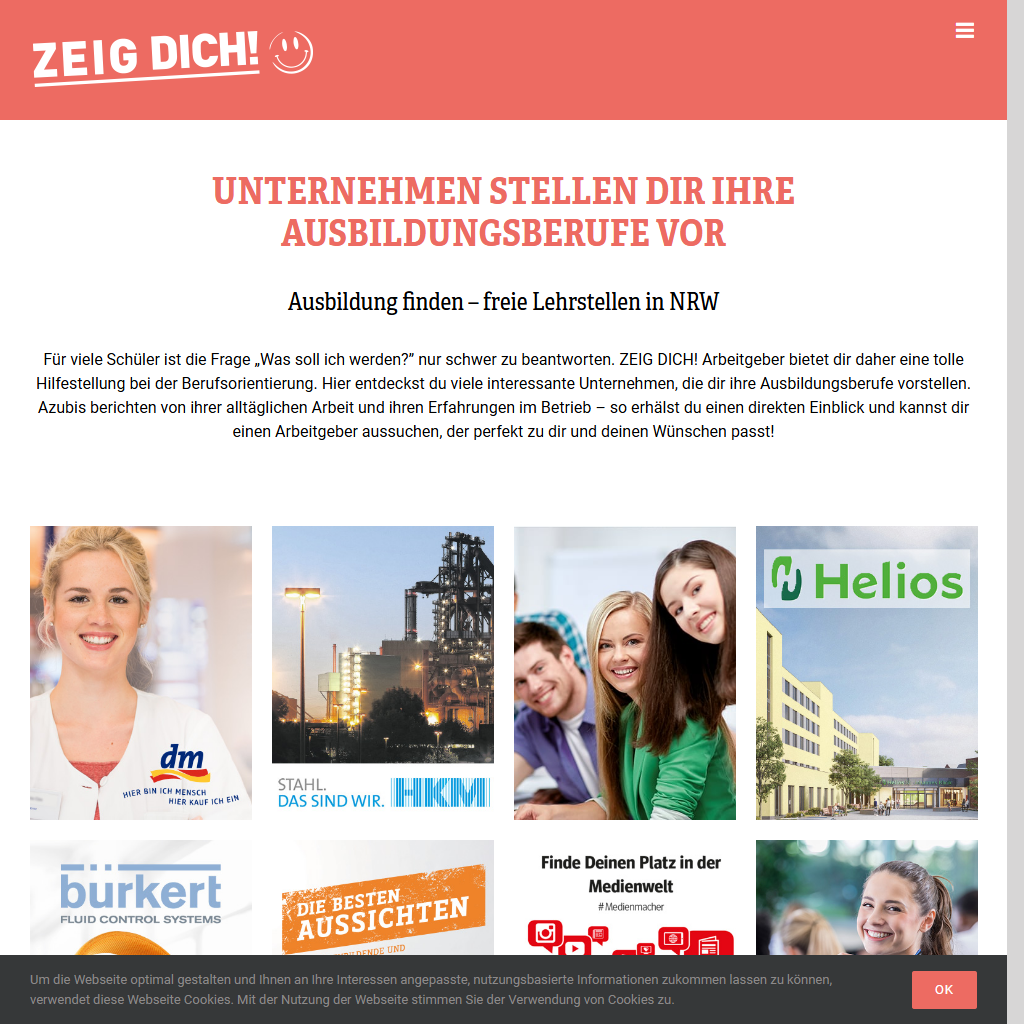 ZEIG DICH!
UNTERNEHMEN STELLEN DIR IHRE
AUSBILDUNGSBERUFE VOR
Ausbildung finden – freie Lehrstellen in NRW
Für viele Schüler ist die Frage „Was soll ich werden?” nur schwer zu beantworten. ZEIG DICH! Arbeitgeber bietet dir daher eine tolle
Hilfestellung bei der Berufsorientierung. Hier entdeckst du viele interessante Unternehmen, die dir ihre Ausbildungsberufe vorstellen.
Azubis berichten von ihrer alltäglichen Arbeit und ihren Erfahrungen im Betrieb – so erhälst du einen direkten Einblick und kannst dir
einen Arbeitgeber aussuchen, der perfekt zu dir und deinen Wünschen passt!
dm
HIER BIN ICH MENSCH
HIER KAUF ICH EIN
STAHL.
DAS SIND WIR.
HKM
Helios
bürkert
FLUID CONTROL SYSTEMS
DIE BESTEN
AUSSICHTEN
Finde Deinen Platz in der
Medienwelt
#Medienmacher
Um die Webseite optimal gestalten und Ihnen an Ihre Interessen angepasste, nutzungsbasierte Informationen zukommen lassen zu können,
verwendet diese Webseite Cookies. Mit der Nutzung der Webseite stimmen Sie der Verwendung von Cookies zu.
OK